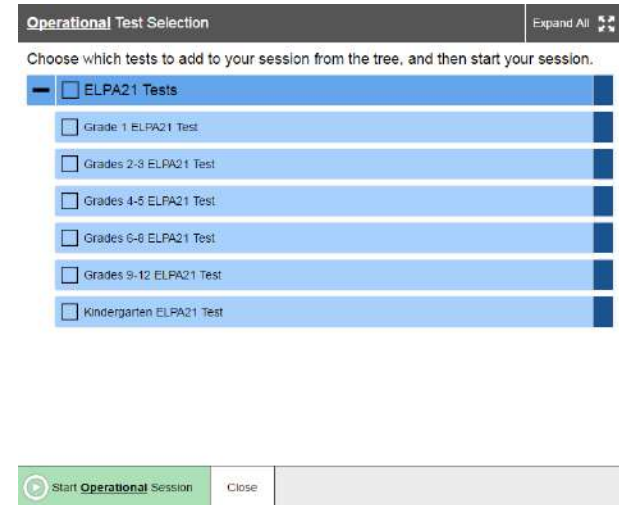 Operational Test Selection
Expand All
Choose which tests to add to your session from the tree, and then start your session.
ELPA21 Tests
Grade 1 ELPA21 Test
Grades 2-3 ELPA21 Test
Grades 4-5 ELPA21 Test
Grades 6-8 ELPA21 Test
Grades 9-12 ELPA21 Test
Kindergarten ELPA21 Test
Start Operational Session
Close